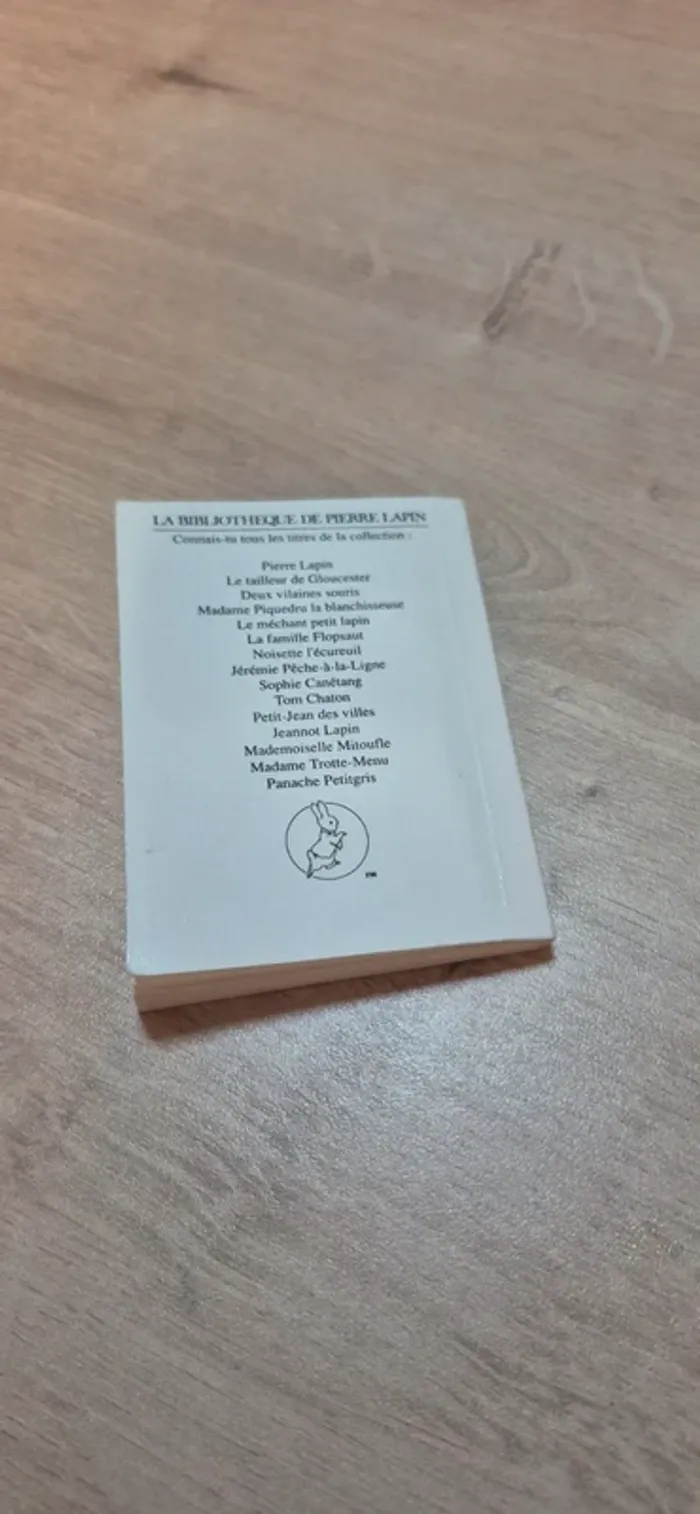 LA BIBLIOTHEQUE DE PIERRE LAPIN
Connais-tu tous les titres de la collection :
Pierre Lapin
Le tailleur de Gloucester
Deux vilaines souris
Madame Piquedru la blanchisseuse
Le méchant petit lapin
La famille Flopsaut
Noisette l'écureuil
Jérémie Pêche-à-la-Ligne
Sophie Canétang
Tom Chaton
Petit-Jean des villes
Jeannot Lapin
Mademoiselle Mitoufle
Madame Trotte-Menu
Panache Petitgris
TM